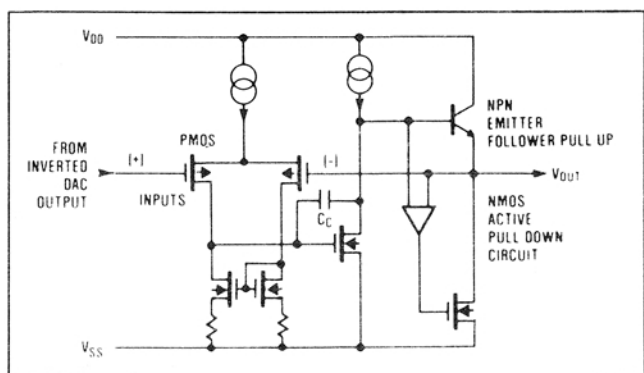 VDD
NPN
EMITTER
FOLLOWER PULL UP
PMOS
FROM
INVERTED
DAC
OUTPUT
(+)
(-)
INPUTS
CC
VOUT
NMOS
ACTIVE
PULL DOWN
CIRCUIT
VSS